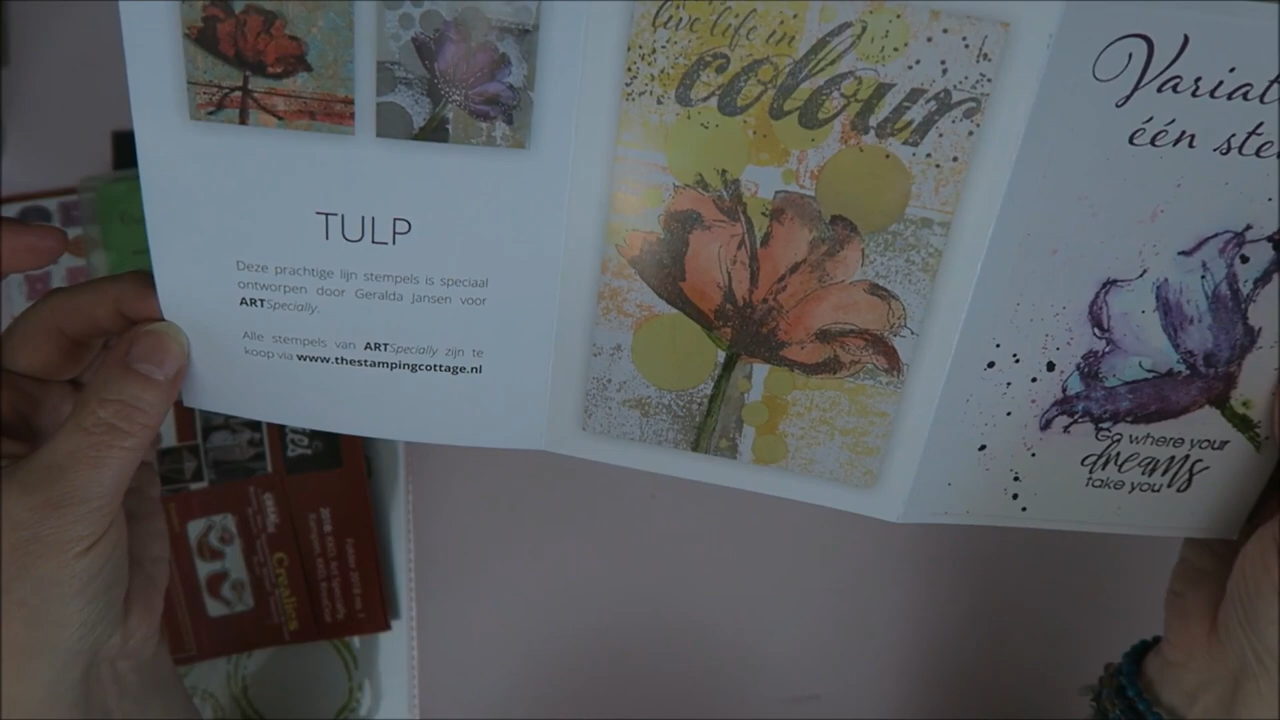 TULP
Deze prachtige lijn stempels is speciaal
ontworpen door Geralda Jansen voor
ARTSpecially.
Alle stempels van ARTSpecially zijn te
koop via www.thestampingcottage.nl
live life in
colour
één
Go where your
dreams
take you
Creatics